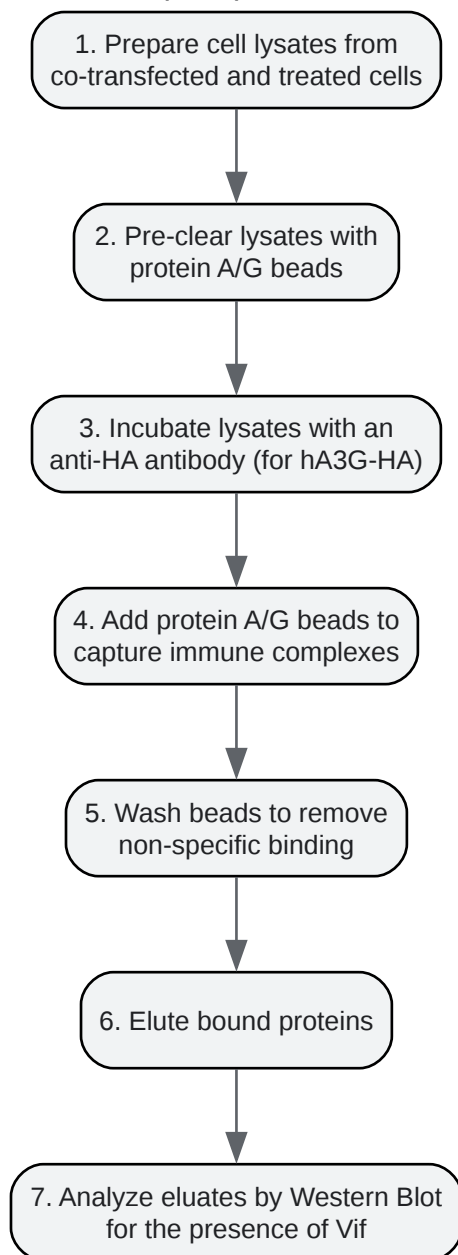 1. Prepare cell lysates from
co-transfected and treated cells
2. Pre-clear lysates with
protein A/G beads
3. Incubate lysates with an
anti-HA antibody (for hA3G-HA)
4. Add protein A/G beads to
capture immune complexes
5. Wash beads to remove
non-specific binding
6. Elute bound proteins
7. Analyze eluates by Western Blot
for the presence of Vif